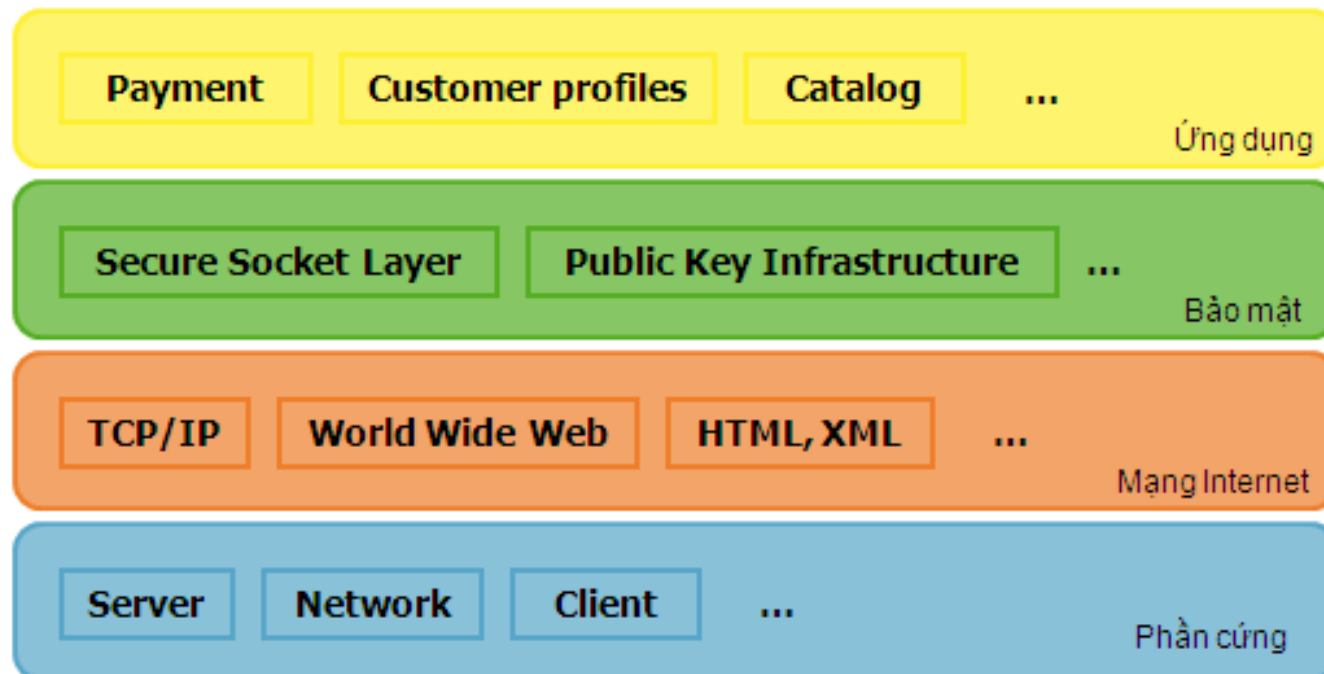 Payment Customer profiles Catalog ...
Ứng dụng
Secure Socket Layer Public Key Infrastructure ...
Bảo mật
TCP/IP World Wide Web HTML, XML ...
Mạng Internet
Server Network Client ...
Phần cứng